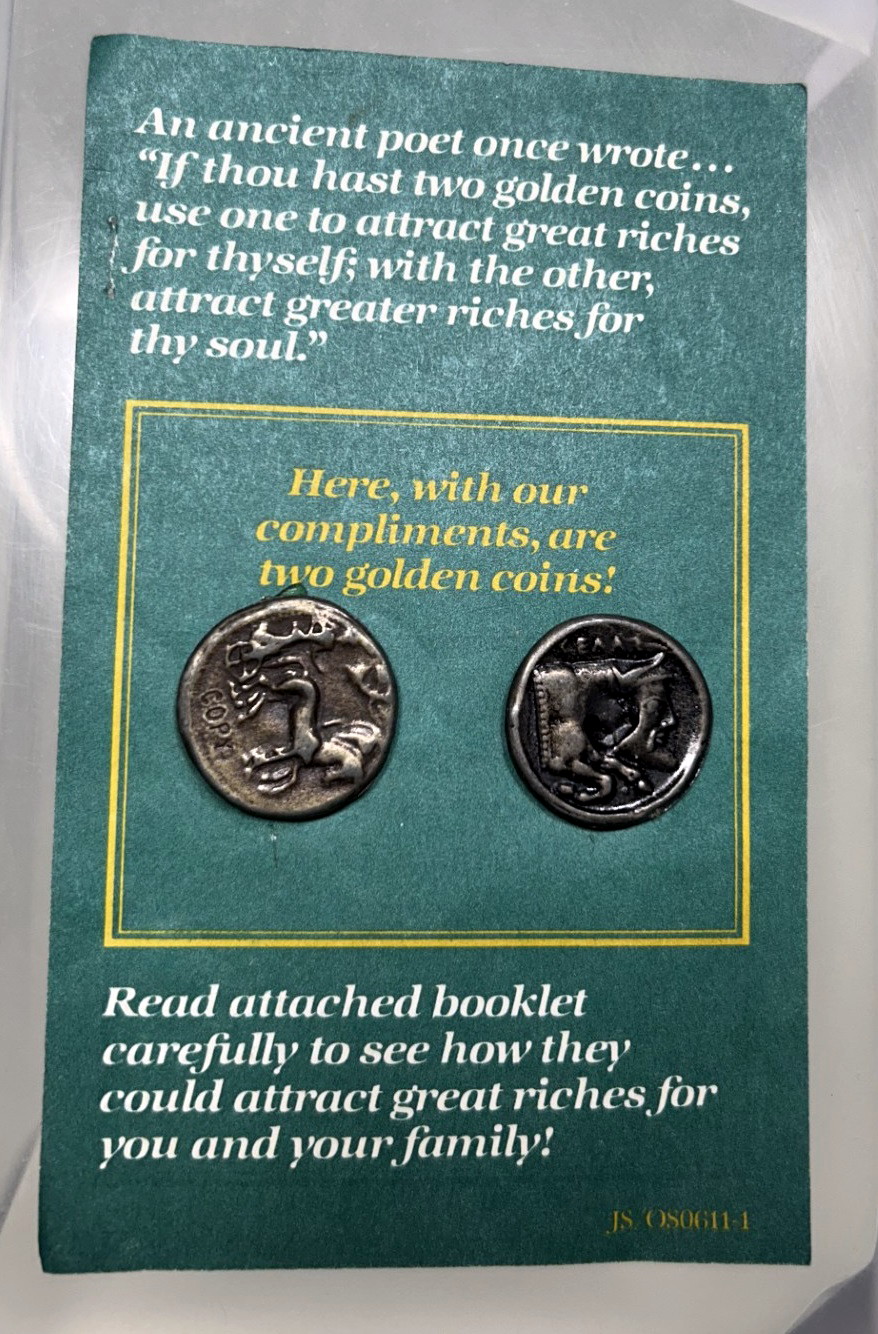 An ancient poet once wrote...
“If thou hast two golden coins,
use one to attract great riches
for thyself; with the other,
attract greater riches for
thy soul.”
Here, with our
compliments, are
two golden coins!
COPY
Read attached booklet
carefully to see how they
could attract great riches for
you and your family!
JS/OS0611-1